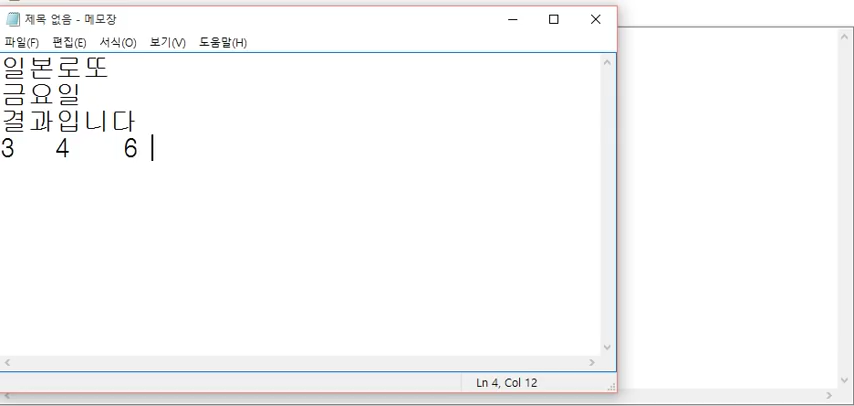 제목 없음 - 메모장
파일(F) 편집(E) 서식(O) 보기(V) 도움말(H)
일본로또
금요일
결과입니다
3 4 6
Ln 4, Col 12